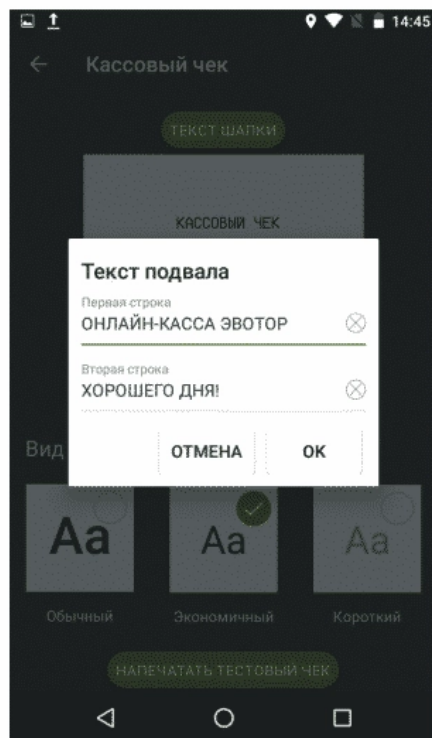 14:45
Кассовый чек
ТЕКСТ ШАПКИ
КАССОВЫЙ ЧЕК
Текст подвала
Первая строка
ОНЛАЙН-КАССА ЭВОТОР
Вторая строка
ХОРОШЕГО ДНЯ!
ОТМЕНА OK
Вид
Aa Aa Aa
Обычный Экономичный Короткий
НАПЕЧАТАТЬ ТЕСТОВЫЙ ЧЕК